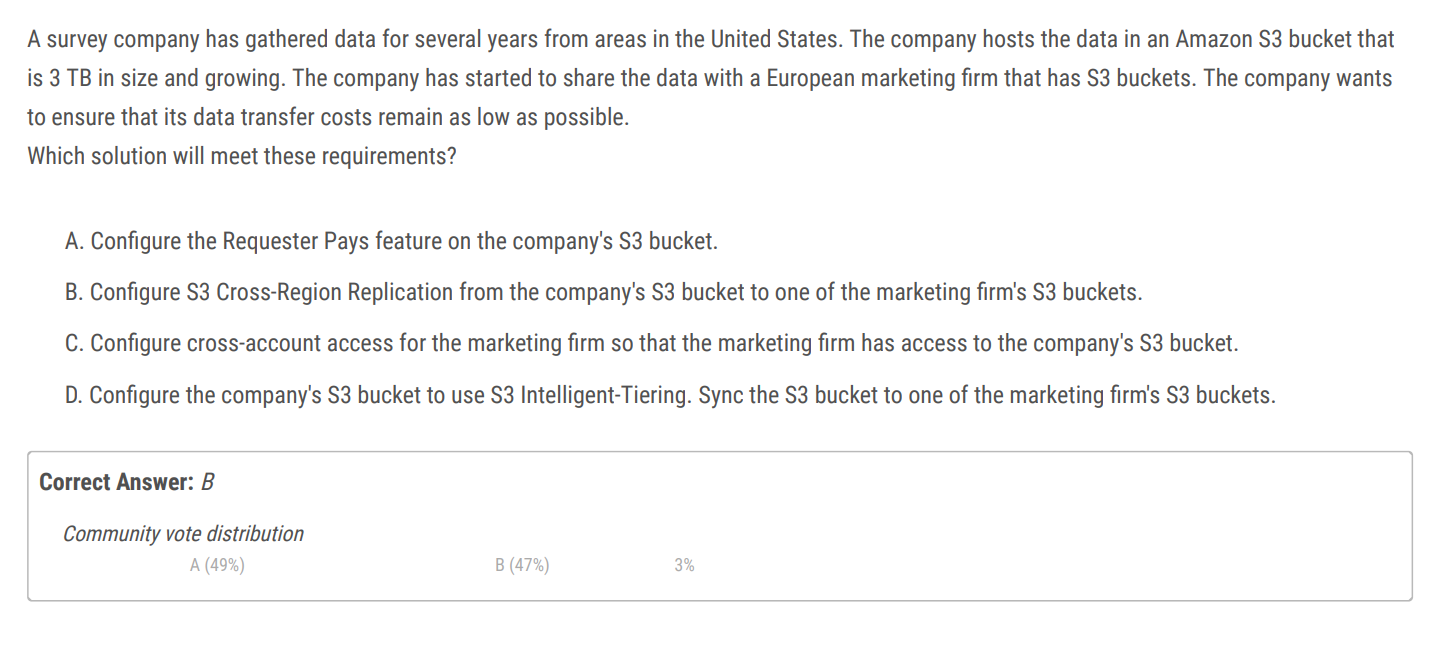 A survey company has gathered data for several years from areas in the United States. The company hosts the data in an Amazon S3 bucket that
is 3 TB in size and growing. The company has started to share the data with a European marketing firm that has S3 buckets. The company wants
to ensure that its data transfer costs remain as low as possible.
Which solution will meet these requirements?
A. Configure the Requester Pays feature on the company's S3 bucket.
B. Configure S3 Cross-Region Replication from the company's S3 bucket to one of the marketing firm's S3 buckets.
C. Configure cross-account access for the marketing firm so that the marketing firm has access to the company's S3 bucket.
D. Configure the company's S3 bucket to use S3 Intelligent-Tiering. Sync the S3 bucket to one of the marketing firm's S3 buckets.
Correct Answer: B
Community vote distribution
A (49%) B (47%) 3%